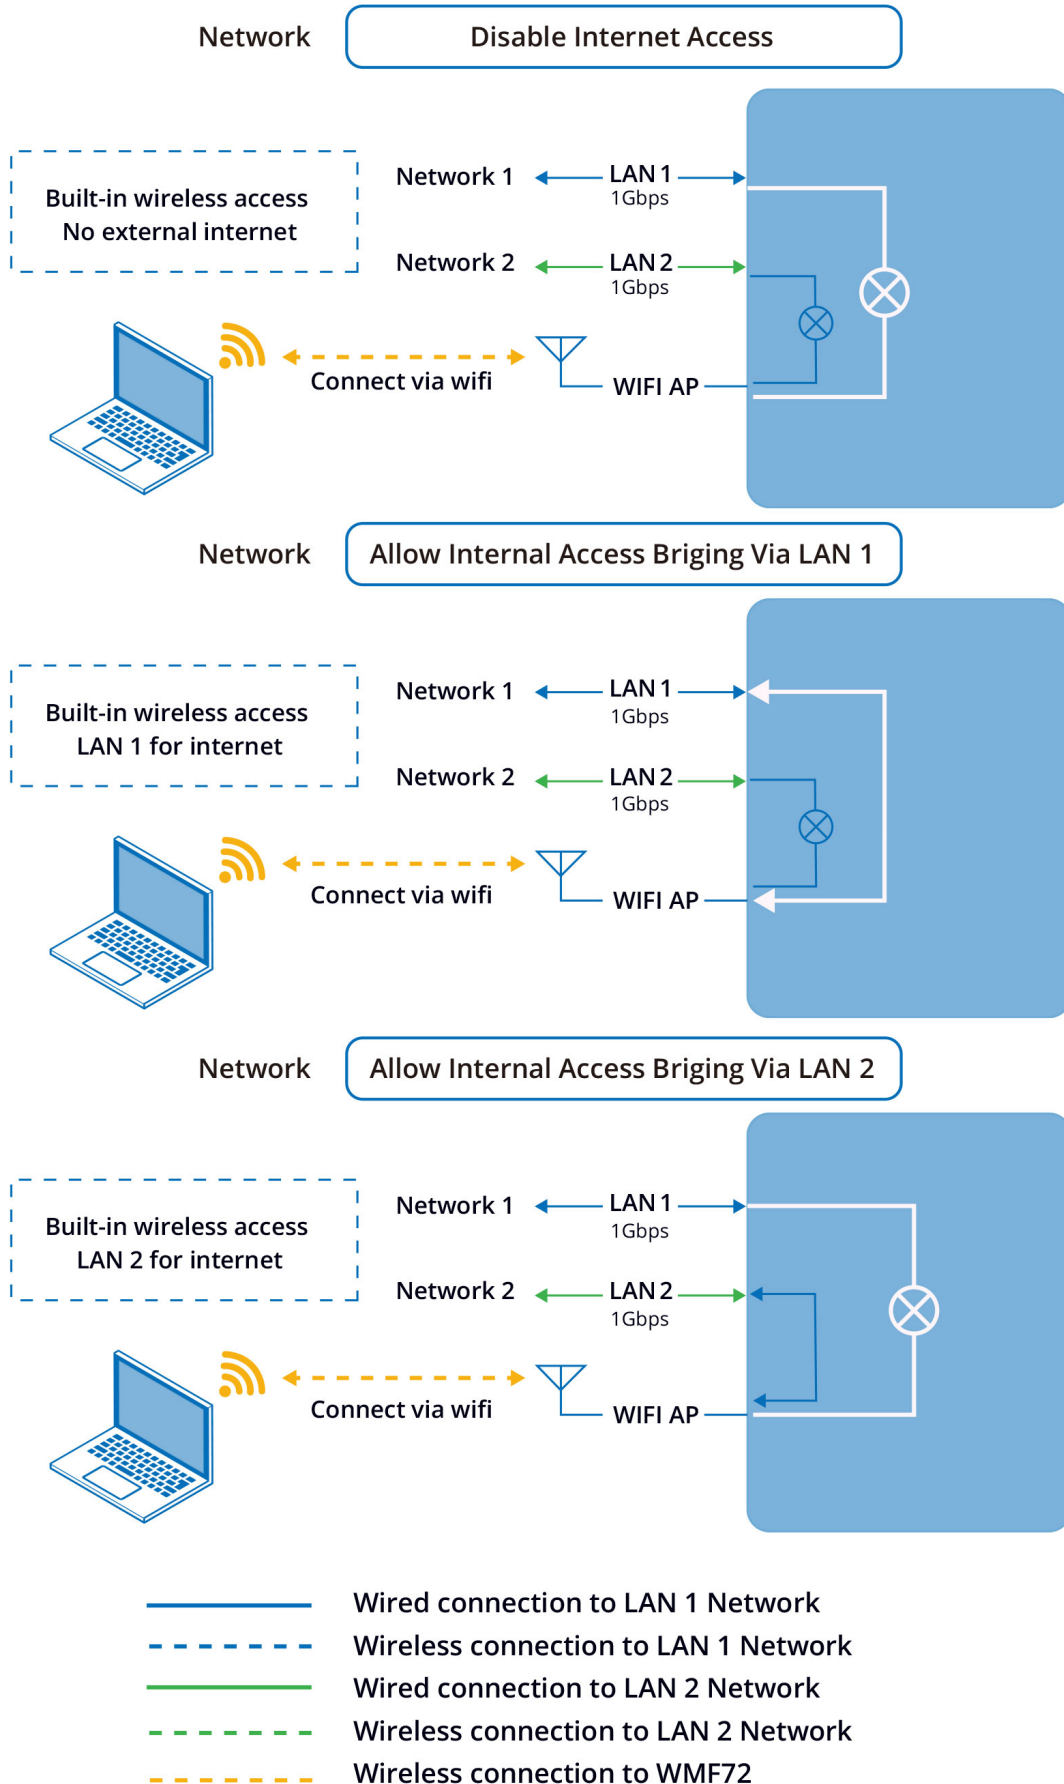 Network
Disable Internet Access
Built-in wireless access
No external internet
Network 1
LAN 1
1Gbps
Network 2
LAN 2
1Gbps
Connect via wifi
WIFI AP
Network
Allow Internal Access Briging Via LAN 1
Built-in wireless access
LAN 1 for internet
Network 1
LAN 1
1Gbps
Network 2
LAN 2
1Gbps
Connect via wifi
WIFI AP
Network
Allow Internal Access Briging Via LAN 2
Built-in wireless access
LAN 2 for internet
Network 1
LAN 1
1Gbps
Network 2
LAN 2
1Gbps
Connect via wifi
WIFI AP
Wired connection to LAN 1 Network
Wireless connection to LAN 1 Network
Wired connection to LAN 2 Network
Wireless connection to LAN 2 Network
Wireless connection to WMF72